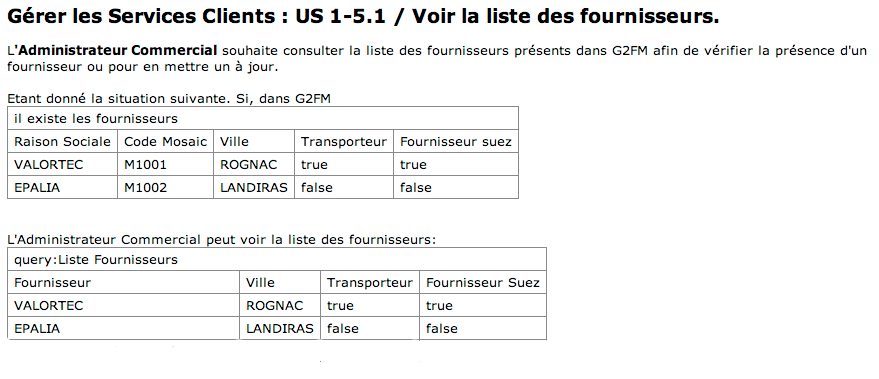 Gérer les Services Clients : US 1-5.1 / Voir la liste des fournisseurs.
L'Administrateur Commercial souhaite consulter la liste des fournisseurs présents dans G2FM afin de vérifier la présence d'un
fournisseur ou pour en mettre un à jour.
Etant donné la situation suivante. Si, dans G2FM
il existe les fournisseurs
Raison Sociale Code Mosaic Ville Transporteur Fournisseur suez
VALORTEC M1001 ROGNAC true true
EPALIA M1002 LANDIRAS false false
L'Administrateur Commercial peut voir la liste des fournisseurs:
query:Liste Fournisseurs
Fournisseur Ville Transporteur Fournisseur Suez
VALORTEC ROGNAC true true
EPALIA LANDIRAS false false